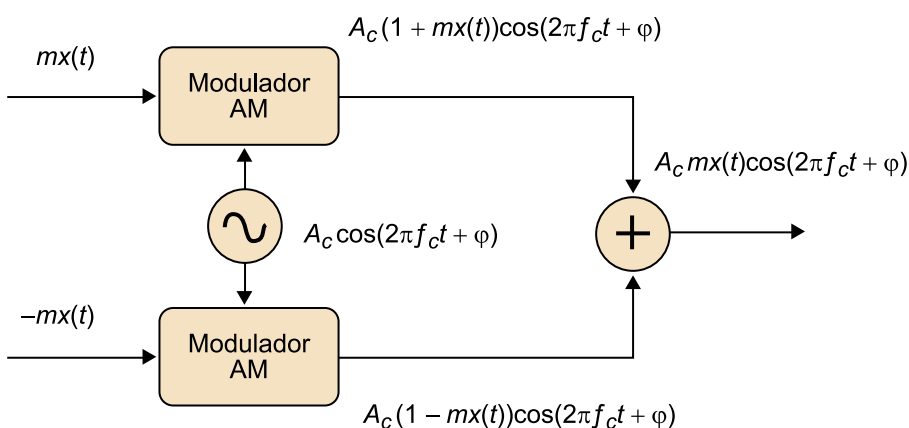 A_c(1 + mx(t))cos(2πf_ct + φ)
mx(t)
Modulador
AM
A_c mx(t)cos(2πf_ct + φ)
A_c cos(2πf_ct + φ)
+
–mx(t)
Modulador
AM
A_c(1 – mx(t))cos(2πf_ct + φ)